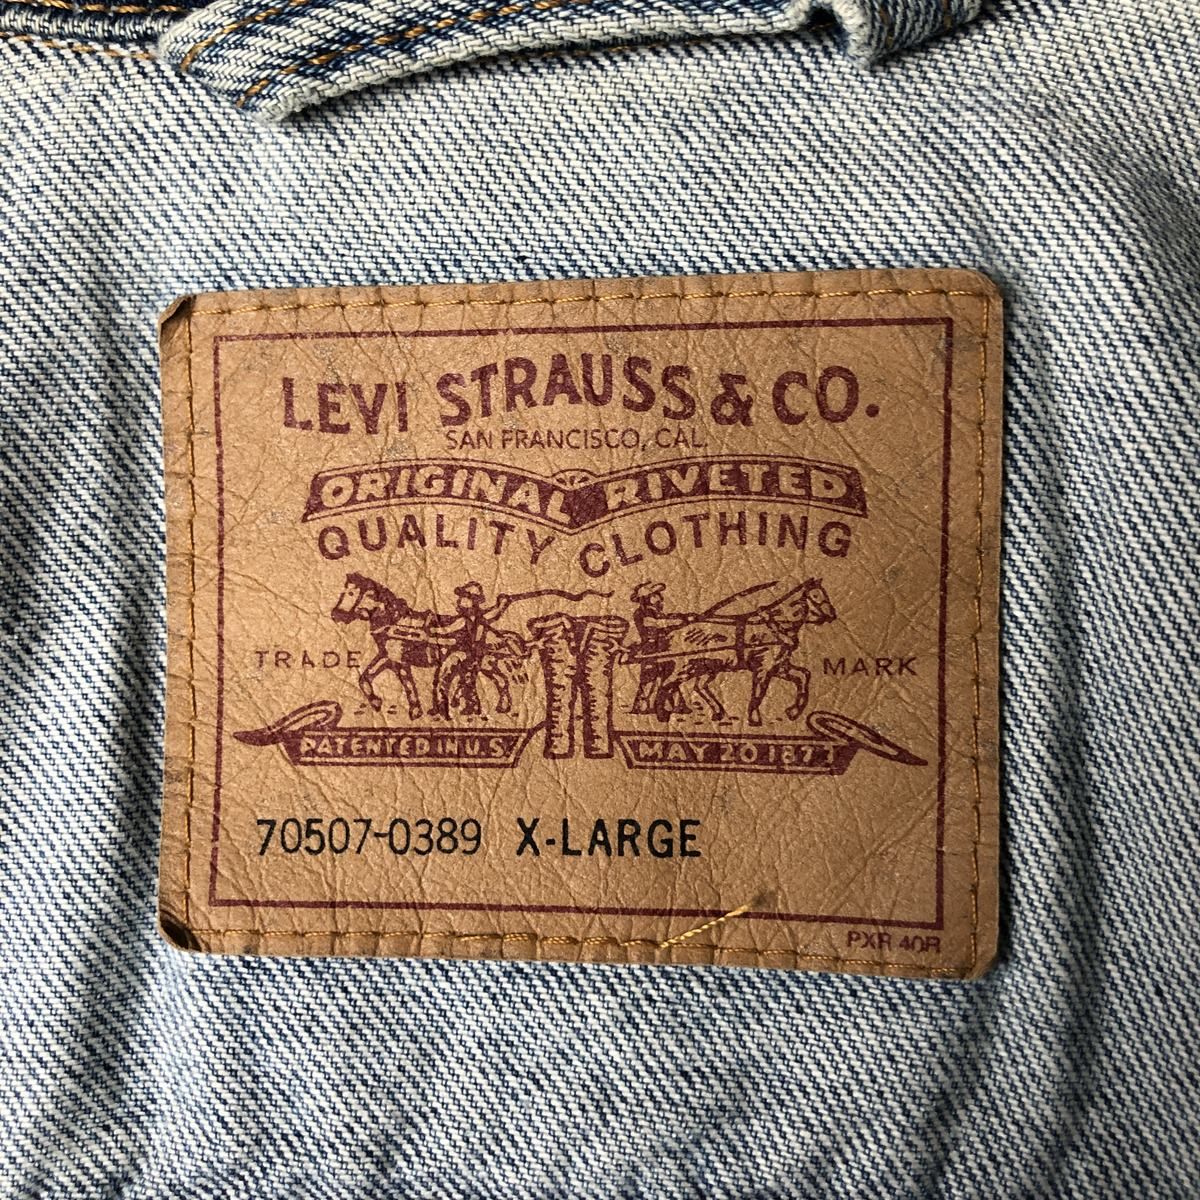 LEVI STRAUSS & CO.
SAN FRANCISCO, CAL.
ORIGINAL RIVETED
QUALITY CLOTHING
TRADE MARK
PATENTED IN U.S. MAY 20 1873
70507-0389 X-LARGE
PXR 40R